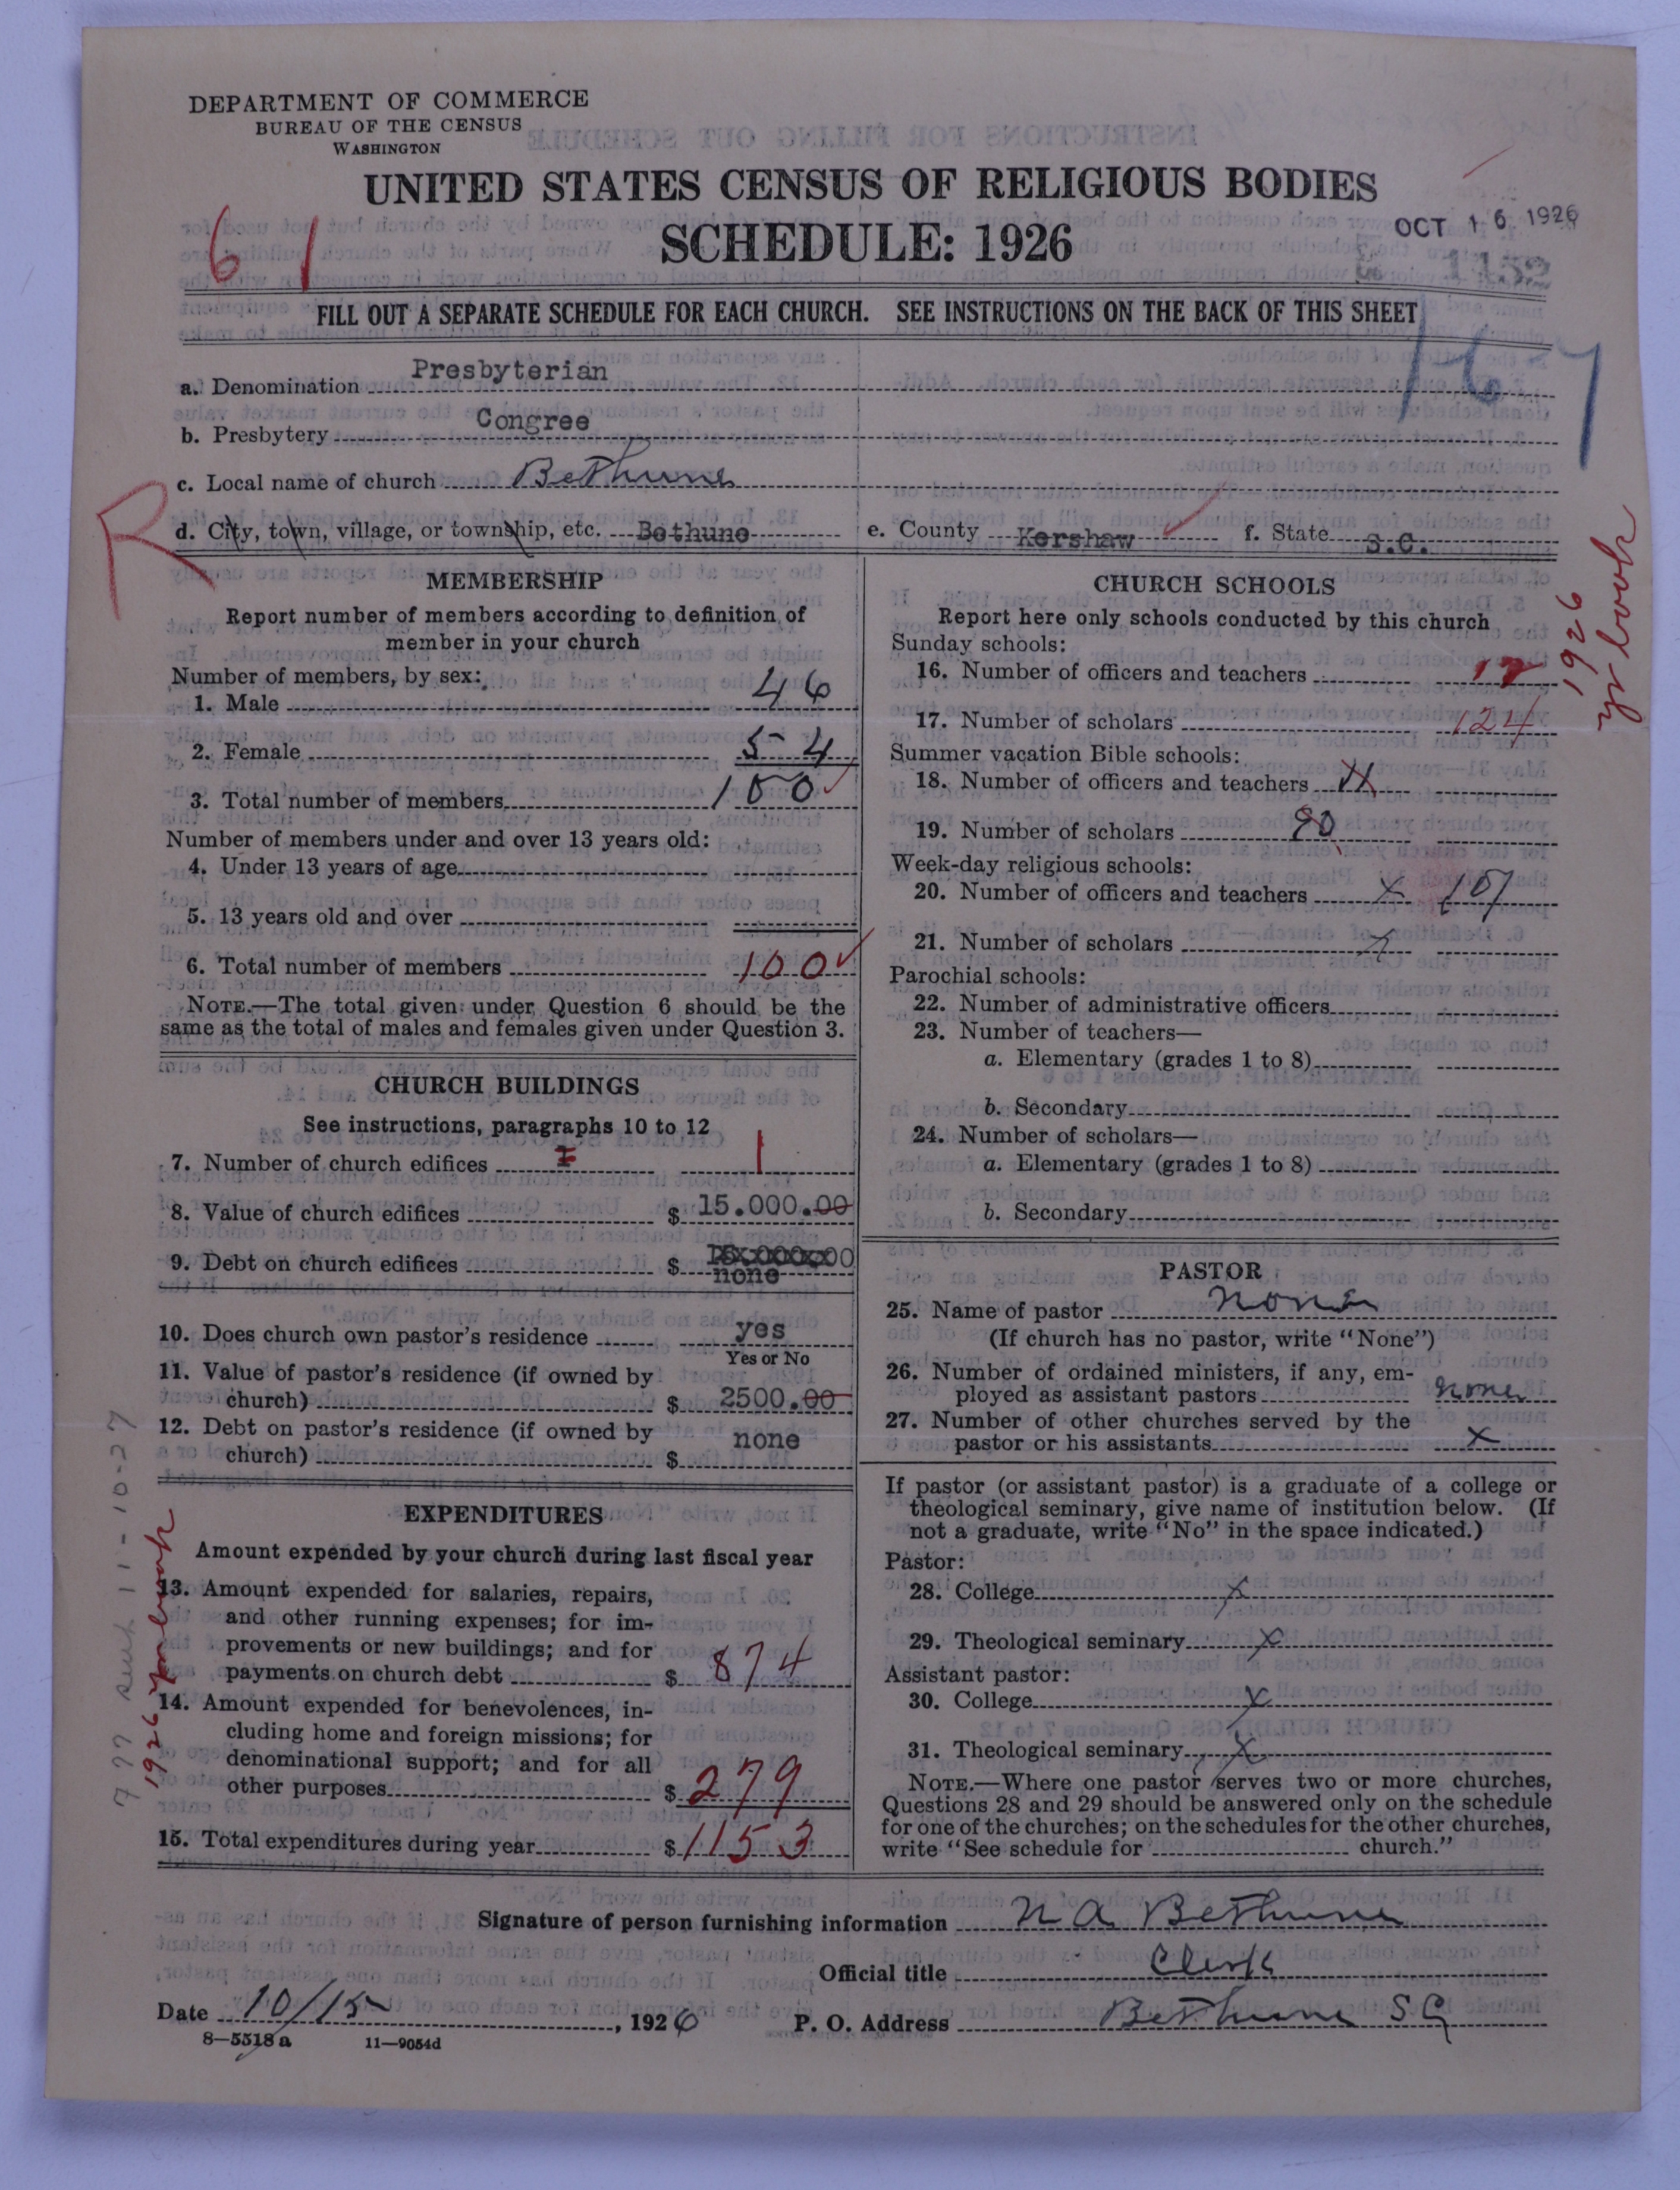 DEPARTMENT OF COMMERCE
BUREAU OF THE CENSUS
WASHINGTON
UNITED STATES CENSUS OF RELIGIOUS BODIES
SCHEDULE: 1926
OCT 16 1926
6 1
1152
FILL OUT A SEPARATE SCHEDULE FOR EACH CHURCH. SEE INSTRUCTIONS ON THE BACK OF THIS SHEET
167
a. Denomination Presbyterian
b. Presbytery Congree
c. Local name of church Bethune
R
d. City, town, village, or township, etc. Bethune e. County Kershaw f. State S.C.
1926 yr book
MEMBERSHIP
Report number of members according to definition of
member in your church
Number of members, by sex:
1. Male 46
2. Female 54
3. Total number of members 100
Number of members under and over 13 years old:
4. Under 13 years of age
5. 13 years old and over
6. Total number of members 100
NOTE.—The total given under Question 6 should be the
same as the total of males and females given under Question 3.
CHURCH BUILDINGS
See instructions, paragraphs 10 to 12
7. Number of church edifices 1
8. Value of church edifices $ 15.000.00
9. Debt on church edifices $ none
10. Does church own pastor's residence yes
Yes or No
11. Value of pastor's residence (if owned by
church) $ 2500.00
12. Debt on pastor's residence (if owned by
church) $ none
EXPENDITURES
Amount expended by your church during last fiscal year
13. Amount expended for salaries, repairs,
and other running expenses; for im-
provements or new buildings; and for
payments on church debt $ 874
14. Amount expended for benevolences, in-
cluding home and foreign missions; for
denominational support; and for all
other purposes $ 279
15. Total expenditures during year $ 1153
1926 Yearbook
11-10-27
CHURCH SCHOOLS
Report here only schools conducted by this church
Sunday schools:
16. Number of officers and teachers
17. Number of scholars 124
Summer vacation Bible schools:
18. Number of officers and teachers
19. Number of scholars 90
Week-day religious schools:
20. Number of officers and teachers x 107
21. Number of scholars x
Parochial schools:
22. Number of administrative officers
23. Number of teachers—
a. Elementary (grades 1 to 8)
b. Secondary
24. Number of scholars—
a. Elementary (grades 1 to 8)
b. Secondary
PASTOR
25. Name of pastor none
(If church has no pastor, write "None")
26. Number of ordained ministers, if any, em-
ployed as assistant pastors none
27. Number of other churches served by the
pastor or his assistants x
If pastor (or assistant pastor) is a graduate of a college or
theological seminary, give name of institution below. (If
not a graduate, write "No" in the space indicated.)
Pastor:
28. College x
29. Theological seminary x
Assistant pastor:
30. College x
31. Theological seminary x
NOTE.—Where one pastor serves two or more churches,
Questions 28 and 29 should be answered only on the schedule
for one of the churches; on the schedules for the other churches,
write "See schedule for church."
Signature of person furnishing information N A Bethune
Official title Clerk
Date 10/15, 1926 P. O. Address Bethune S C
8—5518 a 11—9054d